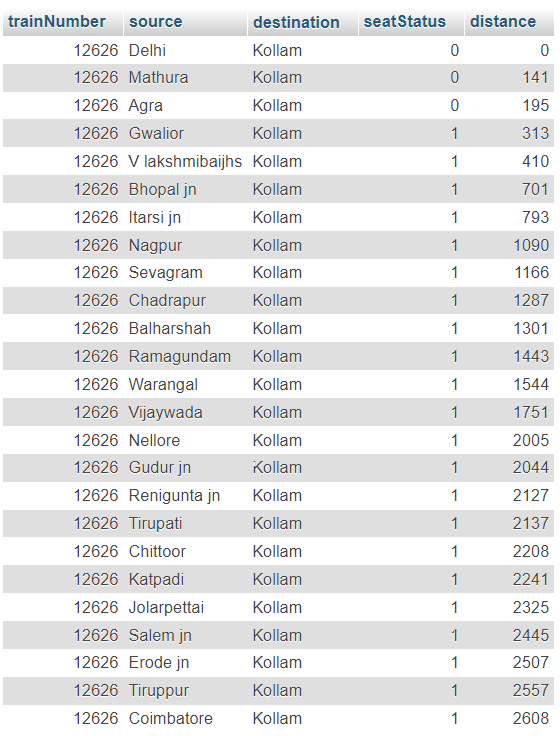 trainNumber source destination seatStatus distance
12626 Delhi Kollam 0 0
12626 Mathura Kollam 0 141
12626 Agra Kollam 0 195
12626 Gwalior Kollam 1 313
12626 V lakshmibaijhs Kollam 1 410
12626 Bhopal jn Kollam 1 701
12626 Itarsi jn Kollam 1 793
12626 Nagpur Kollam 1 1090
12626 Sevagram Kollam 1 1166
12626 Chadrapur Kollam 1 1287
12626 Balharshah Kollam 1 1301
12626 Ramagundam Kollam 1 1443
12626 Warangal Kollam 1 1544
12626 Vijaywada Kollam 1 1751
12626 Nellore Kollam 1 2005
12626 Gudur jn Kollam 1 2044
12626 Renigunta jn Kollam 1 2127
12626 Tirupati Kollam 1 2137
12626 Chittoor Kollam 1 2208
12626 Katpadi Kollam 1 2241
12626 Jolarpettai Kollam 1 2325
12626 Salem jn Kollam 1 2445
12626 Erode jn Kollam 1 2507
12626 Tiruppur Kollam 1 2557
12626 Coimbatore Kollam 1 2608